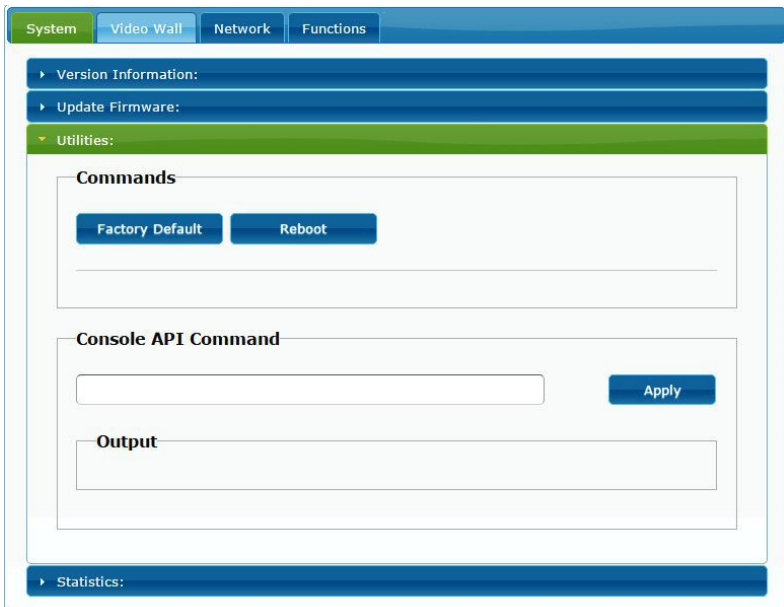 System Video Wall Network Functions
Version Information:
Update Firmware:
Utilities:
Commands
Factory Default Reboot
Console API Command
Apply
Output
Statistics: